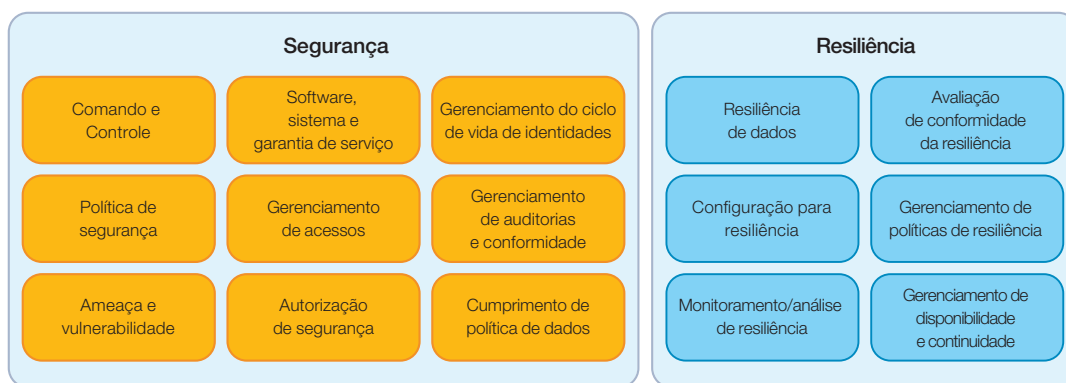 Segurança
Comando e
Controle
Software,
sistema e
garantia de serviço
Gerenciamento do ciclo
de vida de identidades
Política de
segurança
Gerenciamento
de acessos
Gerenciamento
de auditorias
e conformidade
Ameaça e
vulnerabilidade
Autorização
de segurança
Cumprimento de
política de dados
Resiliência
Resiliência
de dados
Avaliação
de conformidade
da resiliência
Configuração para
resiliência
Gerenciamento de
políticas de resiliência
Monitoramento/análise
de resiliência
Gerenciamento de
disponibilidade
e continuidade